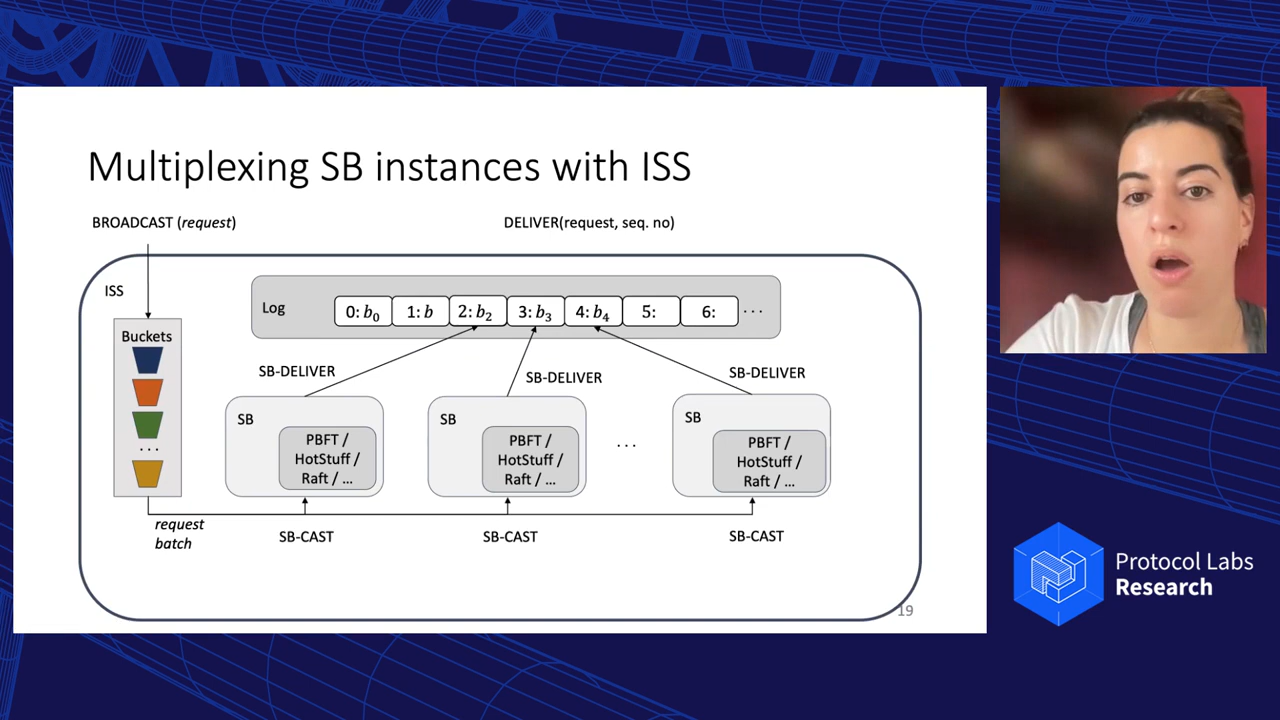 Multiplexing SB instances with ISS
BROADCAST (request)
DELIVER(request, seq. no)
ISS
Log
0: b₀
1: b
2: b₂
3: b₃
4: b₄
5:
6:
...
Buckets
...
SB-DELIVER
SB-DELIVER
SB-DELIVER
SB
PBFT /
HotStuff /
Raft / ...
SB
PBFT /
HotStuff /
Raft / ...
...
SB
PBFT /
HotStuff /
Raft / ...
request
batch
SB-CAST
SB-CAST
SB-CAST
19
Protocol Labs
Research